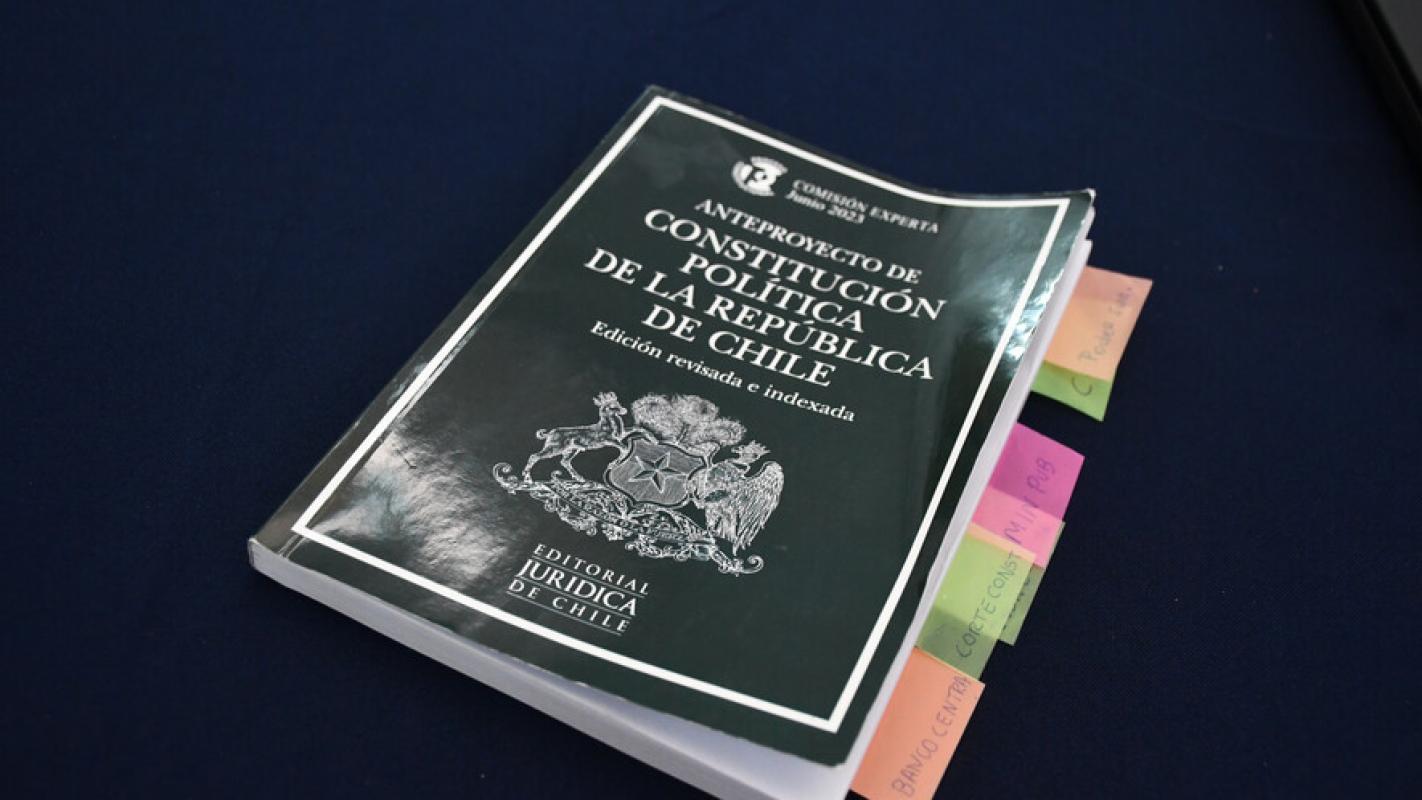 COMISIÓN EXPERTA
Junio 2023
ANTEPROYECTO DE
CONSTITUCIÓN
POLÍTICA
DE LA REPÚBLICA
DE CHILE
Edición revisada e indexada
EDITORIAL
JURIDICA
DE CHILE
PODER
MIN PUB
CORTE CONST
BANCO CENTRA